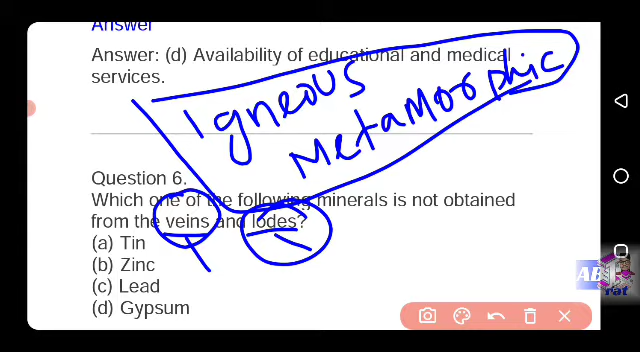 Answer
Answer: (d) Availability of educational and medical
services.
Igneous
Metamorphic
Question 6.
Which one of the following minerals is not obtained
from the veins and lodes?
(a) Tin
(b) Zinc
(c) Lead
(d) Gypsum